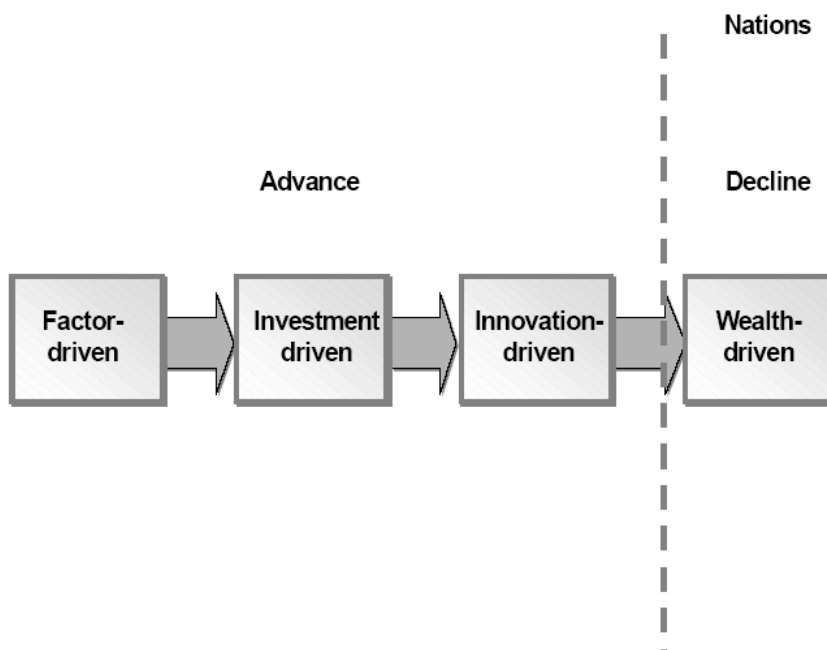 Nations
Advance
Decline
Factor-
driven
Investment
driven
Innovation-
driven
Wealth-
driven